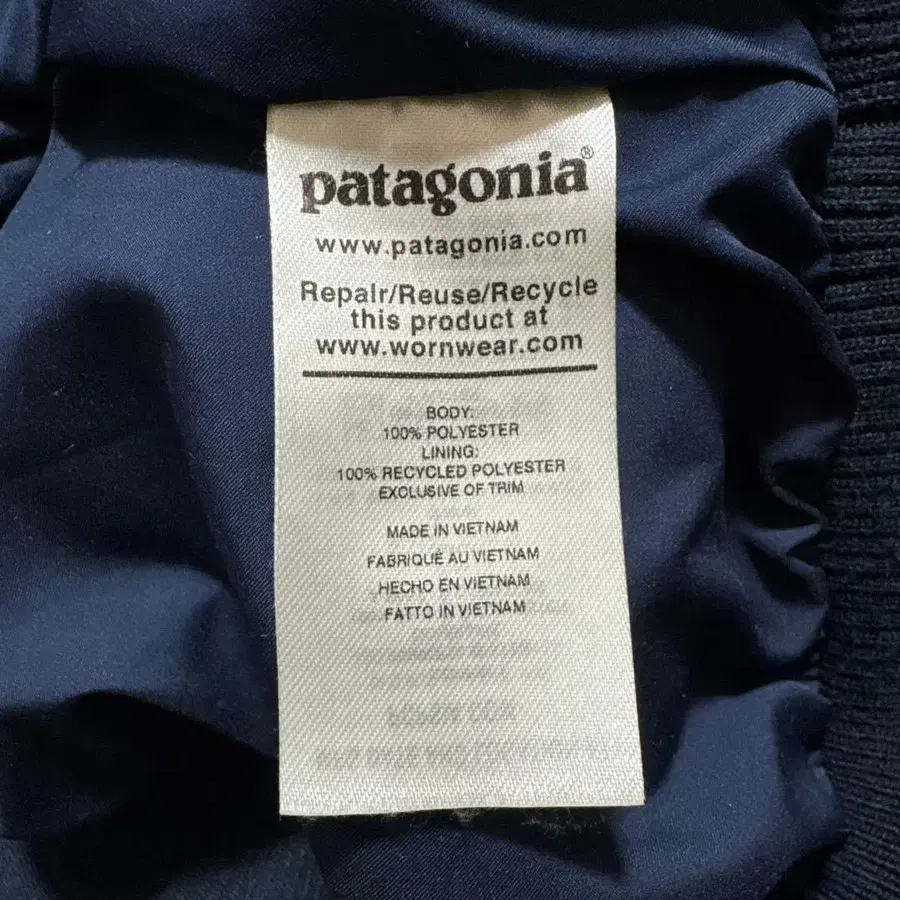 patagonia®
www.patagonia.com
Repair/Reuse/Recycle
this product at
www.wornwear.com
BODY:
100% POLYESTER
LINING:
100% RECYCLED POLYESTER
EXCLUSIVE OF TRIM
MADE IN VIETNAM
FABRIQUÉ AU VIETNAM
HECHO EN VIETNAM
FATTO IN VIETNAM